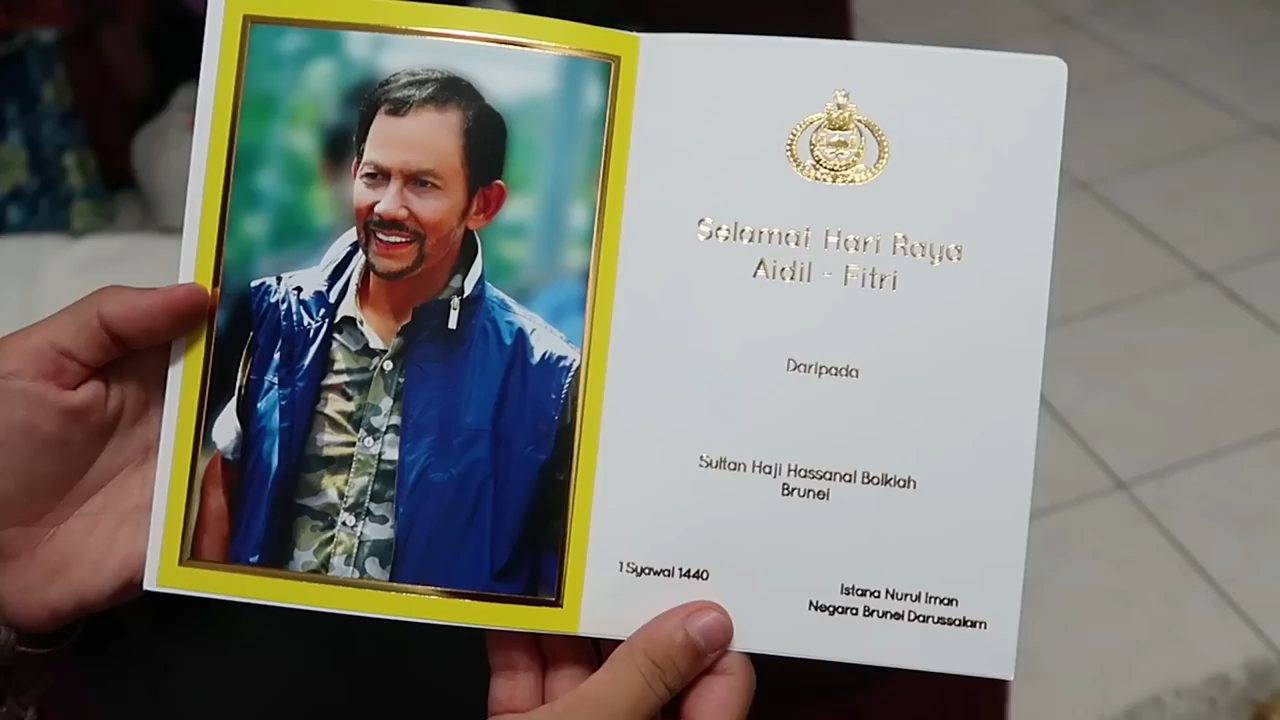 Selamat Hari Raya
Aidil - Fitri
Daripada
Sultan Haji Hassanal Bolkiah
Brunei
1 Syawal 1440
Istana Nurul Iman
Negara Brunei Darussalam